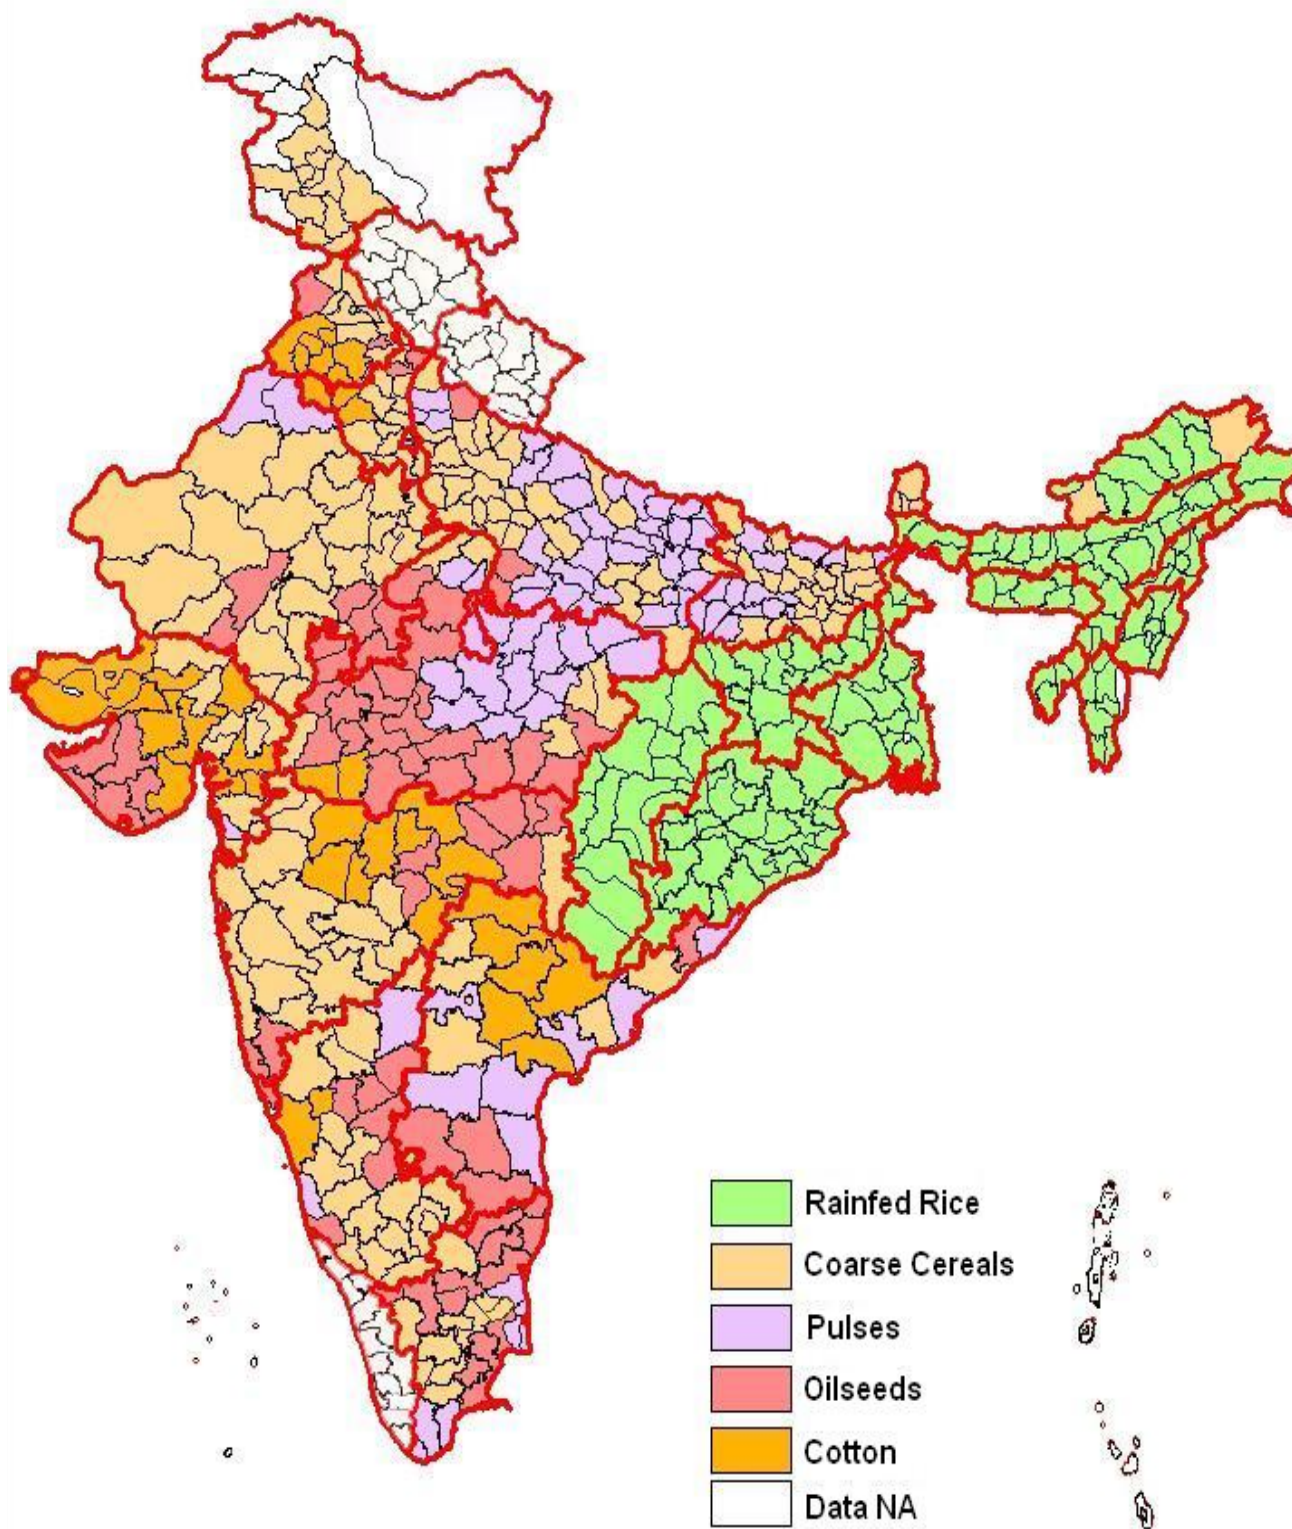 Rainfed Rice
Coarse Cereals
Pulses
Oilseeds
Cotton
Data NA